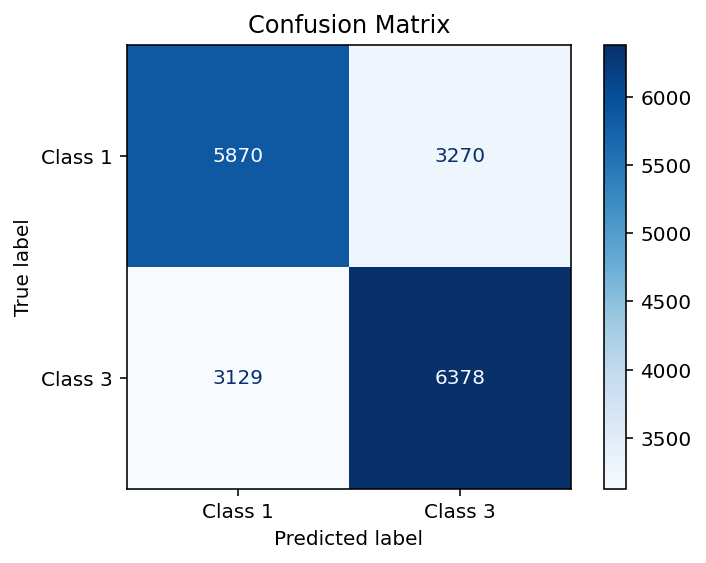 Confusion Matrix
True label
Class 1
5870 3270
Class 3
3129 6378
Class 1 Class 3
Predicted label
6000
5500
5000
4500
4000
3500